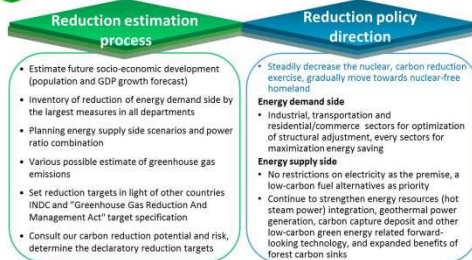 Reduction estimation
process
• Estimate future socio-economic development
(population and GDP growth forecast)
• Inventory of reduction of energy demand side by
the largest measures in all departments
• Planning energy supply side scenarios and power
ratio combination
• Various possible estimate of greenhouse gas
emissions
• Set reduction targets in light of other countries
INDC and "Greenhouse Gas Reduction And
Management Act" target specification
• Consult our carbon reduction potential and risk,
determine the declaratory reduction targets
Reduction policy
direction
• Steadily decrease the nuclear, carbon reduction
exercise, gradually move towards nuclear-free
homeland
Energy demand side
• Industrial, transportation and
residential/commerce sectors for optimization
of structural adjustment, every sectors for
maximization energy saving
Energy supply side
• No restrictions on electricity as the premise, a
low-carbon fuel alternatives as priority
• Continue to strengthen energy resources (hot
steam power) integration, geothermal power
generation, carbon capture deposit and other
low-carbon green energy related forward-
looking technology, and expanded benefits of
forest carbon sinks